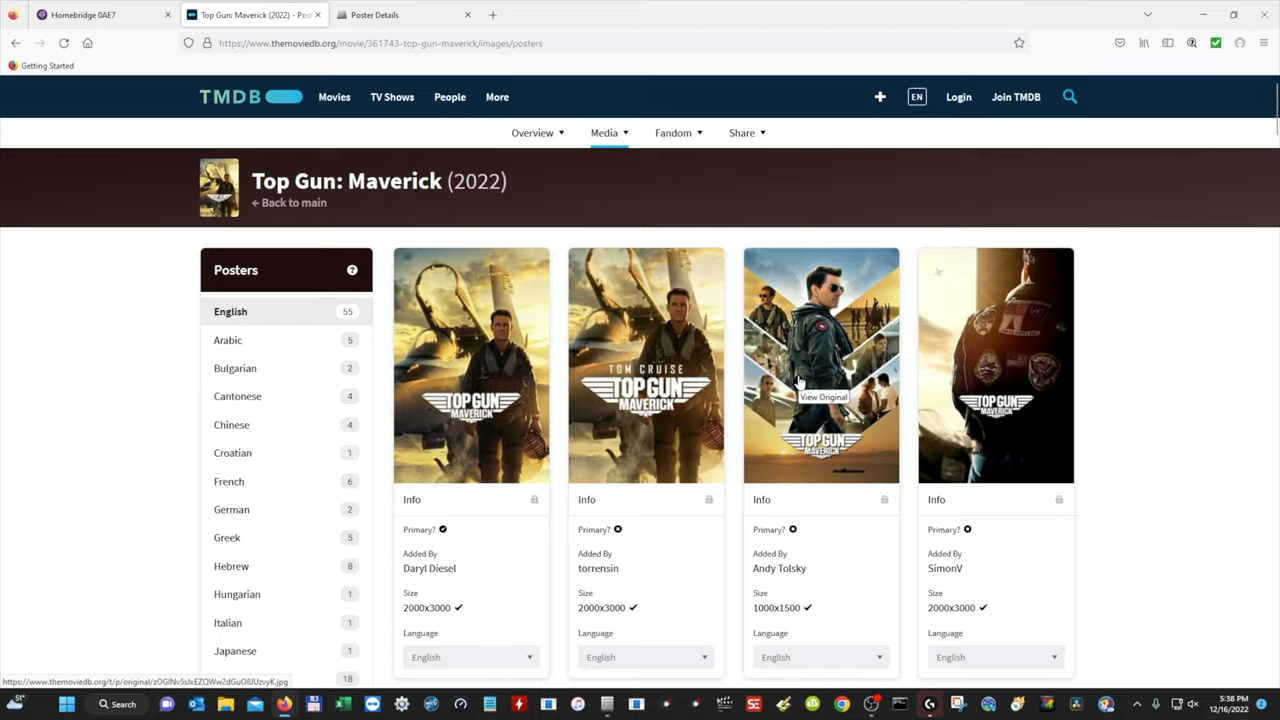 Homebridge 0AE7
Top Gun: Maverick (2022) - Pos
Poster Details
https://www.themoviedb.org/movie/361743-top-gun-maverick/images/posters
Getting Started
TMDB
Movies
TV Shows
People
More
EN
Login
Join TMDB
Overview
Media
Fandom
Share
Top Gun: Maverick (2022)
← Back to main
Posters
English 55
Arabic 5
Bulgarian 2
Cantonese 4
Chinese 4
Croatian 1
French 6
German 2
Greek 5
Hebrew 8
Hungarian 1
Italian 1
Japanese 1
18
TOP GUN
MAVERICK
TOM CRUISE
TOP GUN
MAVERICK
View Original
TOP GUN
MAVERICK
TOP GUN
MAVERICK
Info
Primary?
Added By
Daryl Diesel
Size
2000x3000
Language
English
Info
Primary?
Added By
torrensin
Size
2000x3000
Language
English
Info
Primary?
Added By
Andy Tolsky
Size
1000x1500
Language
English
Info
Primary?
Added By
SimonV
Size
2000x3000
Language
English
51°
Search
5:38 PM
12/16/2022